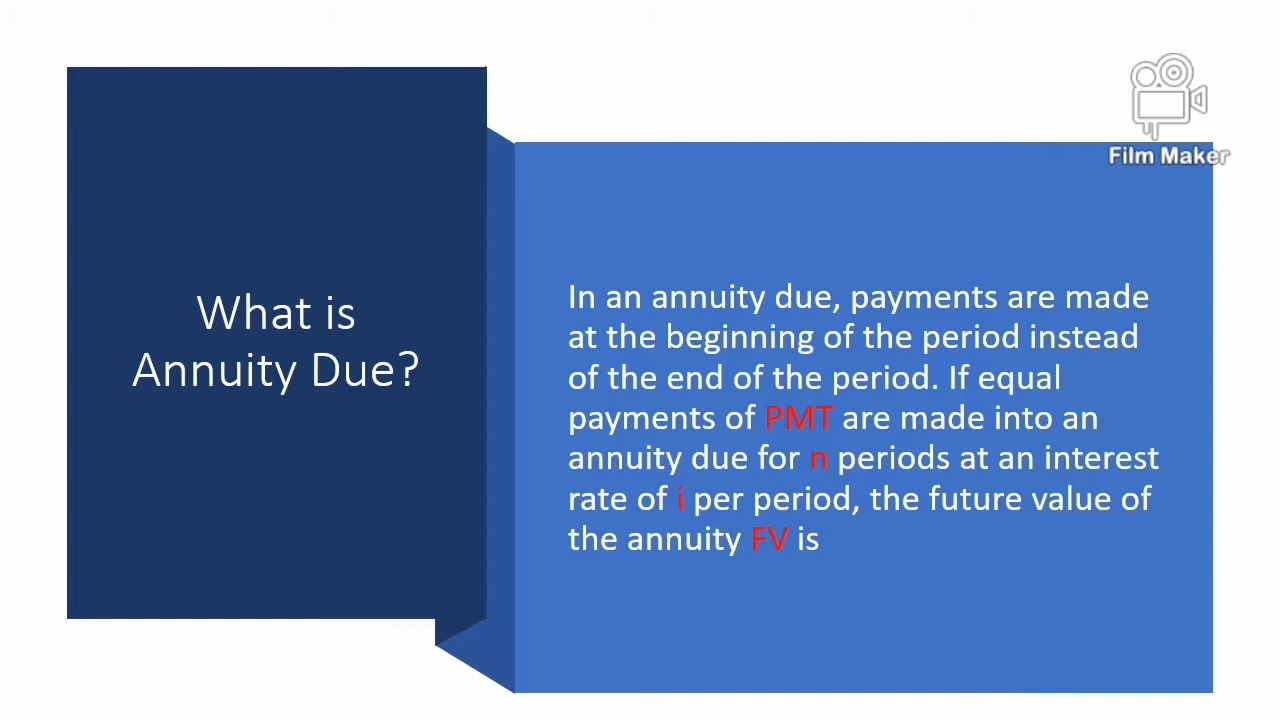 Film Maker
What is
Annuity Due?
In an annuity due, payments are made
at the beginning of the period instead
of the end of the period. If equal
payments of PMT are made into an
annuity due for n periods at an interest
rate of i per period, the future value of
the annuity FV is